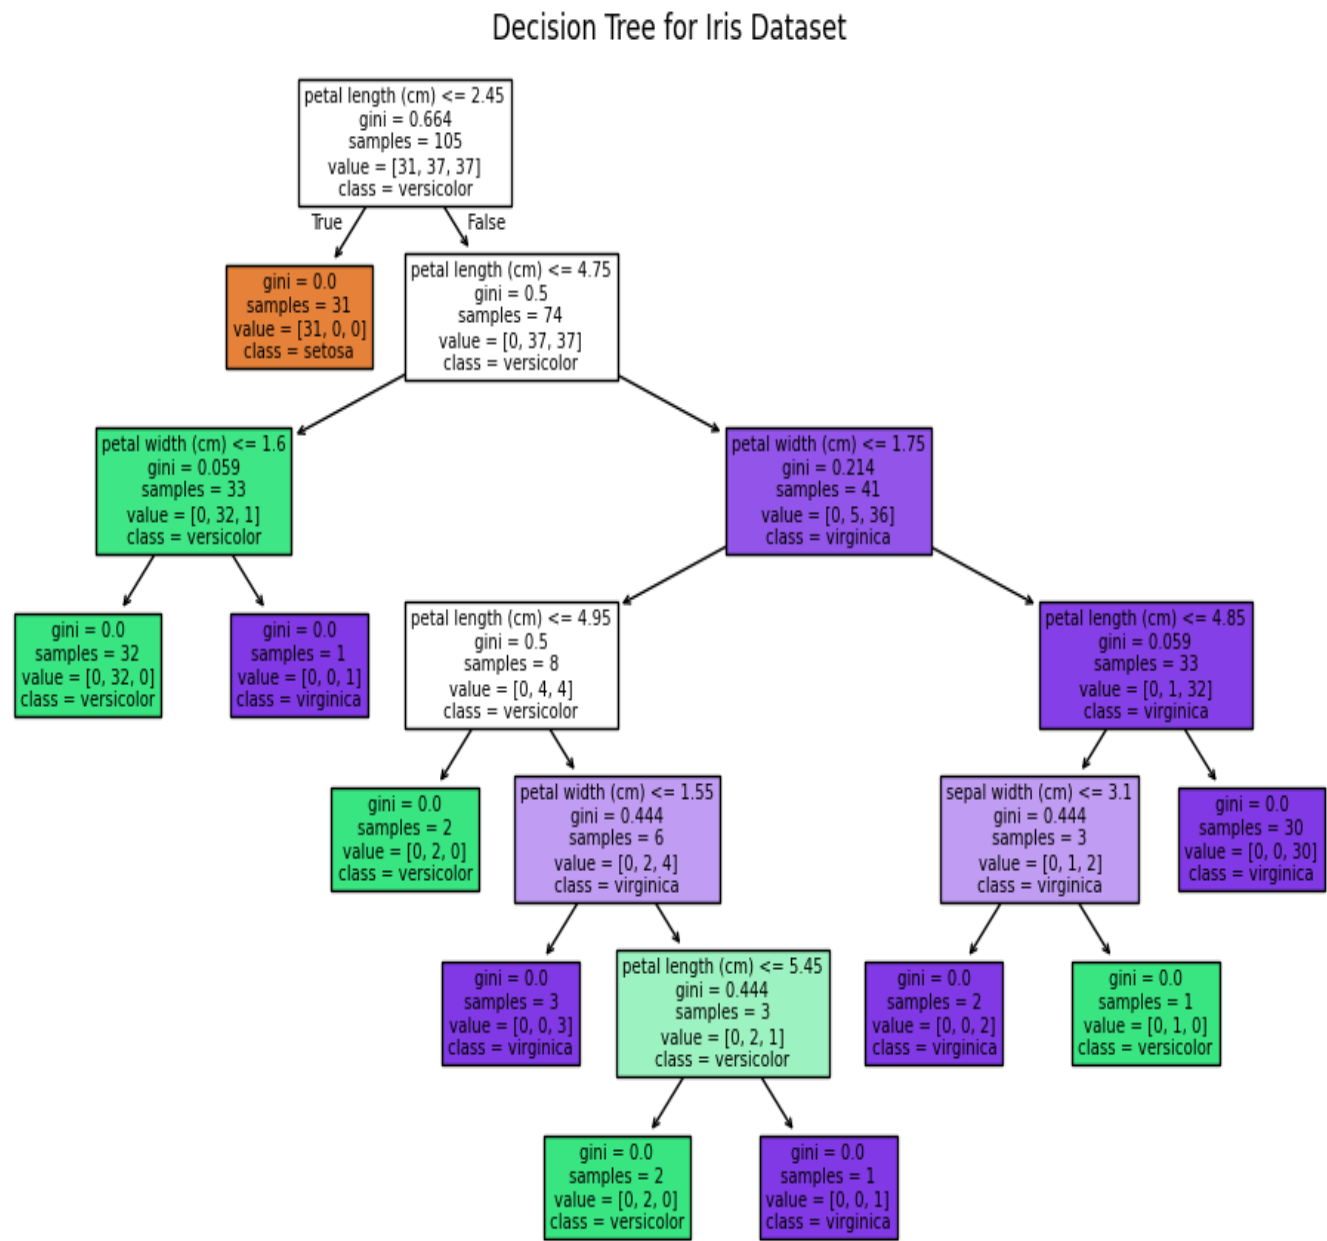 Decision Tree for Iris Dataset
petal length (cm) <= 2.45
gini = 0.664
samples = 105
value = [31, 37, 37]
class = versicolor
True
False
gini = 0.0
samples = 31
value = [31, 0, 0]
class = setosa
petal length (cm) <= 4.75
gini = 0.5
samples = 74
value = [0, 37, 37]
class = versicolor
petal width (cm) <= 1.6
gini = 0.059
samples = 33
value = [0, 32, 1]
class = versicolor
petal width (cm) <= 1.75
gini = 0.214
samples = 41
value = [0, 5, 36]
class = virginica
gini = 0.0
samples = 32
value = [0, 32, 0]
class = versicolor
gini = 0.0
samples = 1
value = [0, 0, 1]
class = virginica
petal length (cm) <= 4.95
gini = 0.5
samples = 8
value = [0, 4, 4]
class = versicolor
petal length (cm) <= 4.85
gini = 0.059
samples = 33
value = [0, 1, 32]
class = virginica
gini = 0.0
samples = 2
value = [0, 2, 0]
class = versicolor
petal width (cm) <= 1.55
gini = 0.444
samples = 6
value = [0, 2, 4]
class = virginica
sepal width (cm) <= 3.1
gini = 0.444
samples = 3
value = [0, 1, 2]
class = virginica
gini = 0.0
samples = 30
value = [0, 0, 30]
class = virginica
gini = 0.0
samples = 3
value = [0, 0, 3]
class = virginica
petal length (cm) <= 5.45
gini = 0.444
samples = 3
value = [0, 2, 1]
class = versicolor
gini = 0.0
samples = 2
value = [0, 0, 2]
class = virginica
gini = 0.0
samples = 1
value = [0, 1, 0]
class = versicolor
gini = 0.0
samples = 2
value = [0, 2, 0]
class = versicolor
gini = 0.0
samples = 1
value = [0, 0, 1]
class = virginica